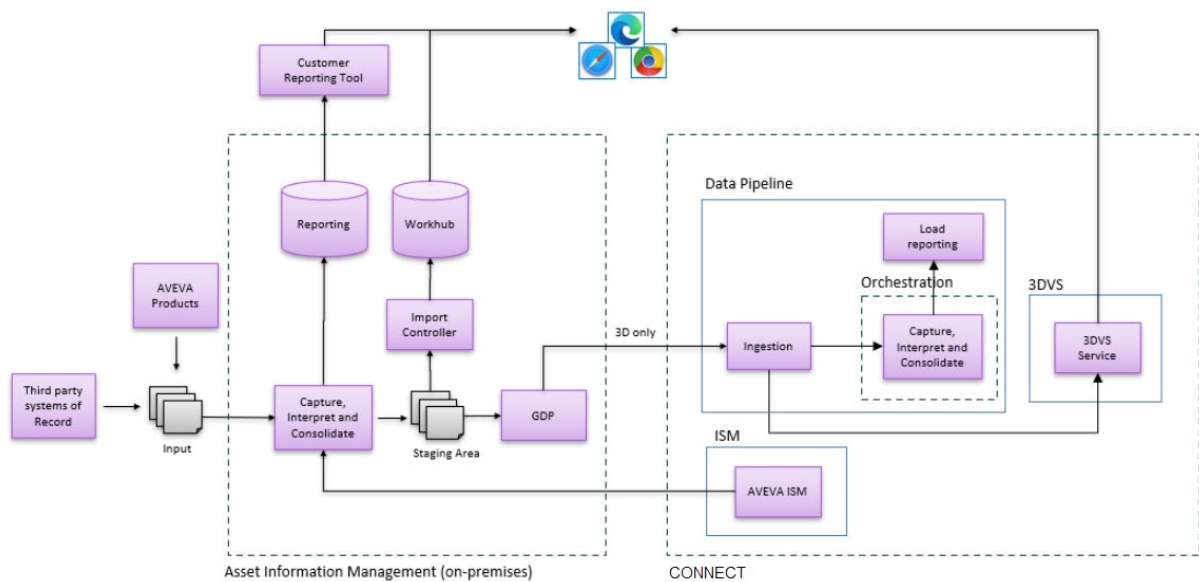 Customer
Reporting Tool
Data Pipeline
Reporting
Workhub
Load
reporting
Orchestration
3DVS
AVEVA
Products
Import
Controller
3D only
Ingestion
Capture,
Interpret and
Consolidate
3DVS
Service
Third party
systems of
Record
Input
Capture,
Interpret and
Consolidate
Staging Area
GDP
ISM
AVEVA ISM
Asset Information Management (on-premises)
CONNECT